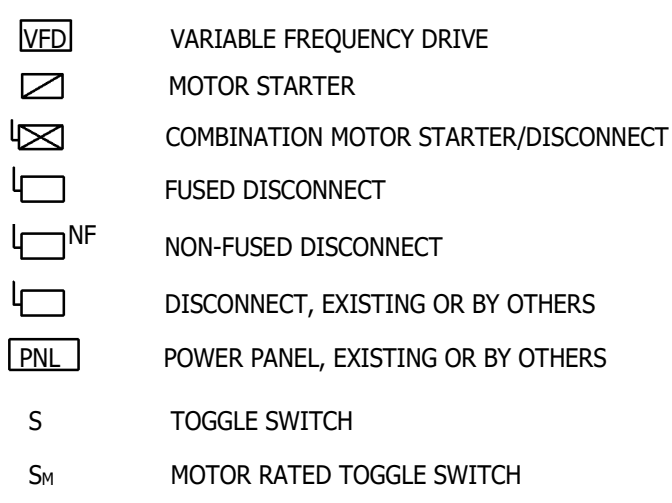 VFD VARIABLE FREQUENCY DRIVE
MOTOR STARTER
COMBINATION MOTOR STARTER/DISCONNECT
FUSED DISCONNECT
NF NON-FUSED DISCONNECT
DISCONNECT, EXISTING OR BY OTHERS
PNL POWER PANEL, EXISTING OR BY OTHERS
S TOGGLE SWITCH
SM MOTOR RATED TOGGLE SWITCH